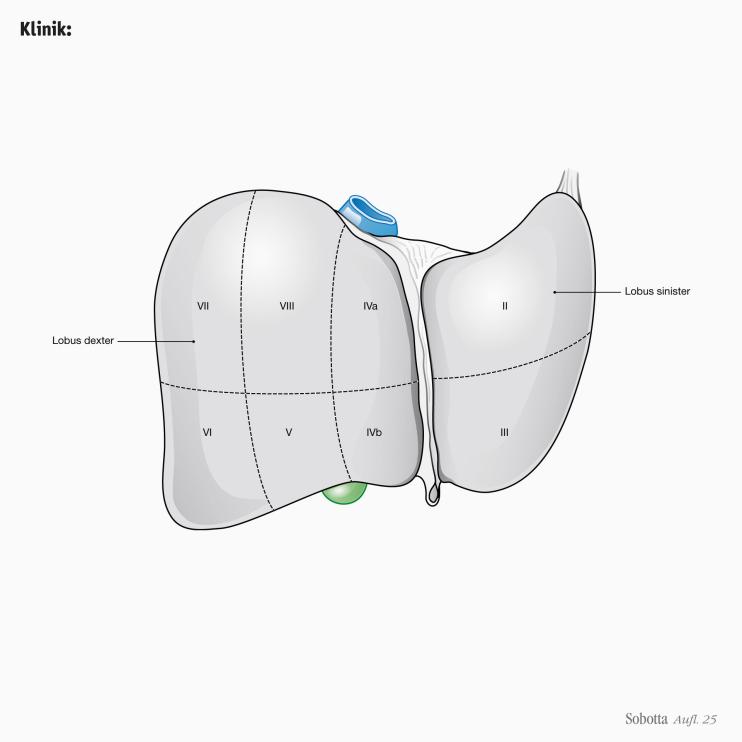 Klinik:
VII
VIII
IVa
II
Lobus sinister
Lobus dexter
VI
V
IVb
III
Sobotta Aufl. 25